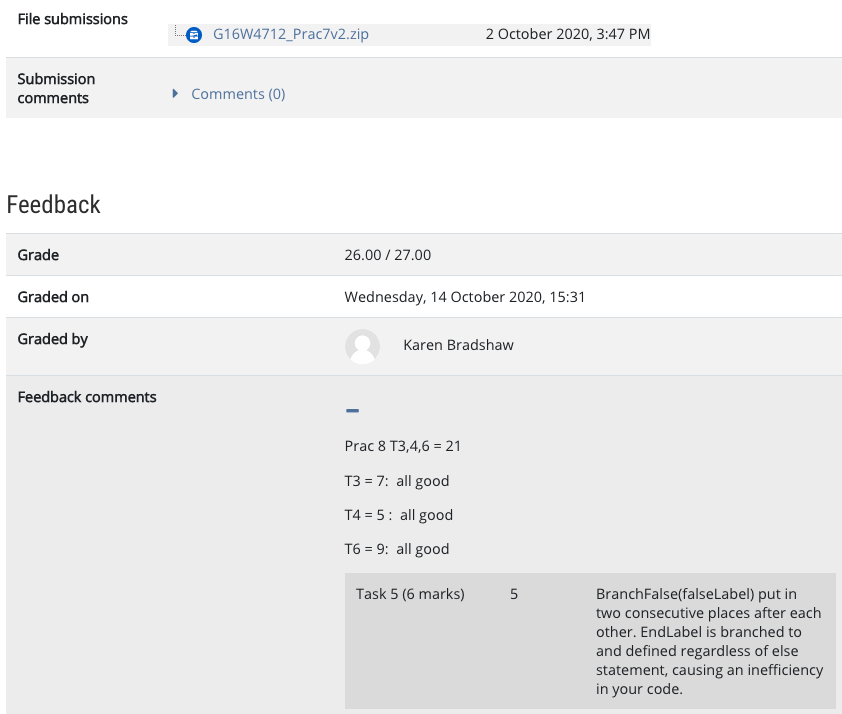 File submissions
G16W4712_Prac7v2.zip 2 October 2020, 3:47 PM
Submission
comments
Comments (0)
Feedback
Grade 26.00 / 27.00
Graded on Wednesday, 14 October 2020, 15:31
Graded by Karen Bradshaw
Feedback comments
Prac 8 T3,4,6 = 21
T3 = 7:  all good
T4 = 5 :  all good
T6 = 9:  all good
Task 5 (6 marks) 5 BranchFalse(falseLabel) put in
two consecutive places after each
other. EndLabel is branched to
and defined regardless of else
statement, causing an inefficiency
in your code.